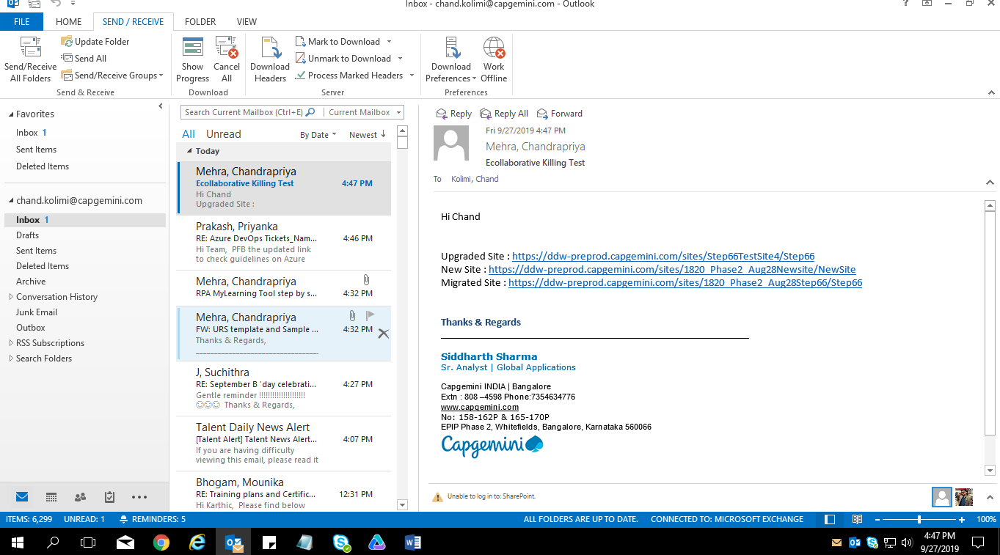 Inbox - chand.kolimi@capgemini.com - Outlook
FILE HOME SEND / RECEIVE FOLDER VIEW
Send/Receive All Folders
Update Folder
Send All
Send/Receive Groups
Send & Receive
Show Progress
Cancel All
Download
Download Headers
Mark to Download
Unmark to Download
Process Marked Headers
Server
Download Preferences
Work Offline
Preferences
Favorites
Inbox 1
Sent Items
Deleted Items
chand.kolimi@capgemini.com
Inbox 1
Drafts
Sent Items
Deleted Items
Archive
Conversation History
Junk Email
Outbox
RSS Subscriptions
Search Folders
Search Current Mailbox (Ctrl+E) Current Mailbox
All Unread By Date Newest
Today
Mehra, Chandrapriya
Ecollaborative Killing Test 4:47 PM
Hi Chand
Upgraded Site :
Prakash, Priyanka
RE: Azure DevOps Tickets_Nam... 4:46 PM
Hi Team, PFB the updated link
to check guidelines on Azure
Mehra, Chandrapriya
RPA MyLearning Tool step by s... 4:32 PM
Mehra, Chandrapriya
FW: URS template and Sample ... 4:32 PM
Thanks & Regards,
J, Suchithra
RE: September B 'day celebrati... 4:27 PM
Gentle reminder !!!!!!!!!!!!!!!!!!!!!
☺☺☺ Thanks & Regards,
Talent Daily News Alert
[Talent Alert] Talent News Alert... 4:07 PM
If you are having difficulty
viewing this email, please read it
Bhogam, Mounika
RE: Training plans and Certific... 12:31 PM
Hi Karthic, Please find below
Reply Reply All Forward
Fri 9/27/2019 4:47 PM
Mehra, Chandrapriya
Ecollaborative Killing Test
To Kolimi, Chand
Hi Chand
Upgraded Site : https://ddw-preprod.capgemini.com/sites/Step66TestSite4/Step66
New Site : https://ddw-preprod.capgemini.com/sites/1820_Phase2_Aug28Newsite/NewSite
Migrated Site : https://ddw-preprod.capgemini.com/sites/1820_Phase2_Aug28Step66/Step66
Thanks & Regards
Siddharth Sharma
Sr. Analyst | Global Applications
Capgemini INDIA | Bangalore
Extn : 808 –4598 Phone:7354634776
www.capgemini.com
No: 158-162P & 165-170P
EPIP Phase 2, Whitefields, Bangalore, Karnataka 560066
Capgemini
Unable to log in to: SharePoint.
ITEMS: 6,299 UNREAD: 1 REMINDERS: 5 ALL FOLDERS ARE UP TO DATE. CONNECTED TO: MICROSOFT EXCHANGE 100%
4:47 PM
9/27/2019